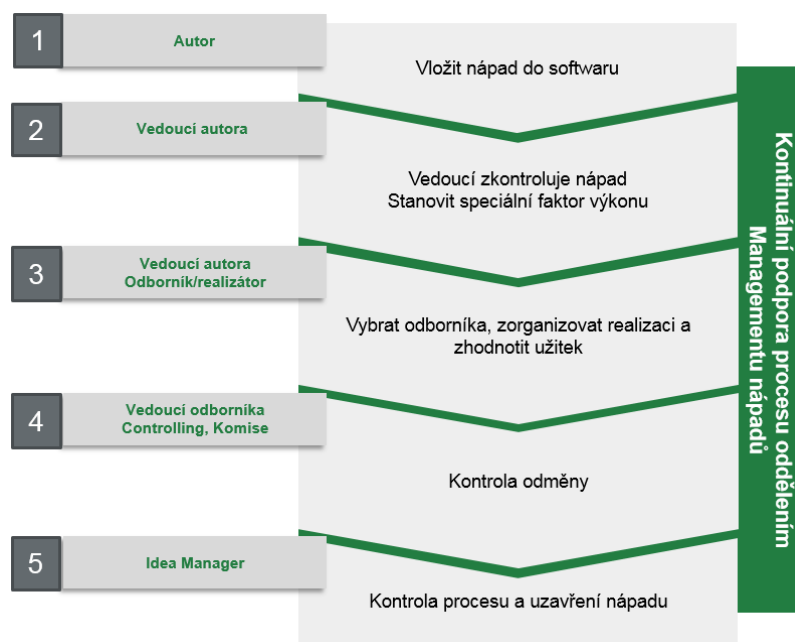 1
Autor
Vložit nápad do softwaru
2
Vedoucí autora
Vedoucí zkontroluje nápad
Stanovit speciální faktor výkonu
3
Vedoucí autora
Odborník/realizátor
Vybrat odborníka, zorganizovat realizaci a
zhodnotit užitek
4
Vedoucí odborníka
Controlling, Komise
Kontrola odměny
5
Idea Manager
Kontrola procesu a uzavření nápadu
Kontinuální podpora procesu oddělením
Managementu nápadů